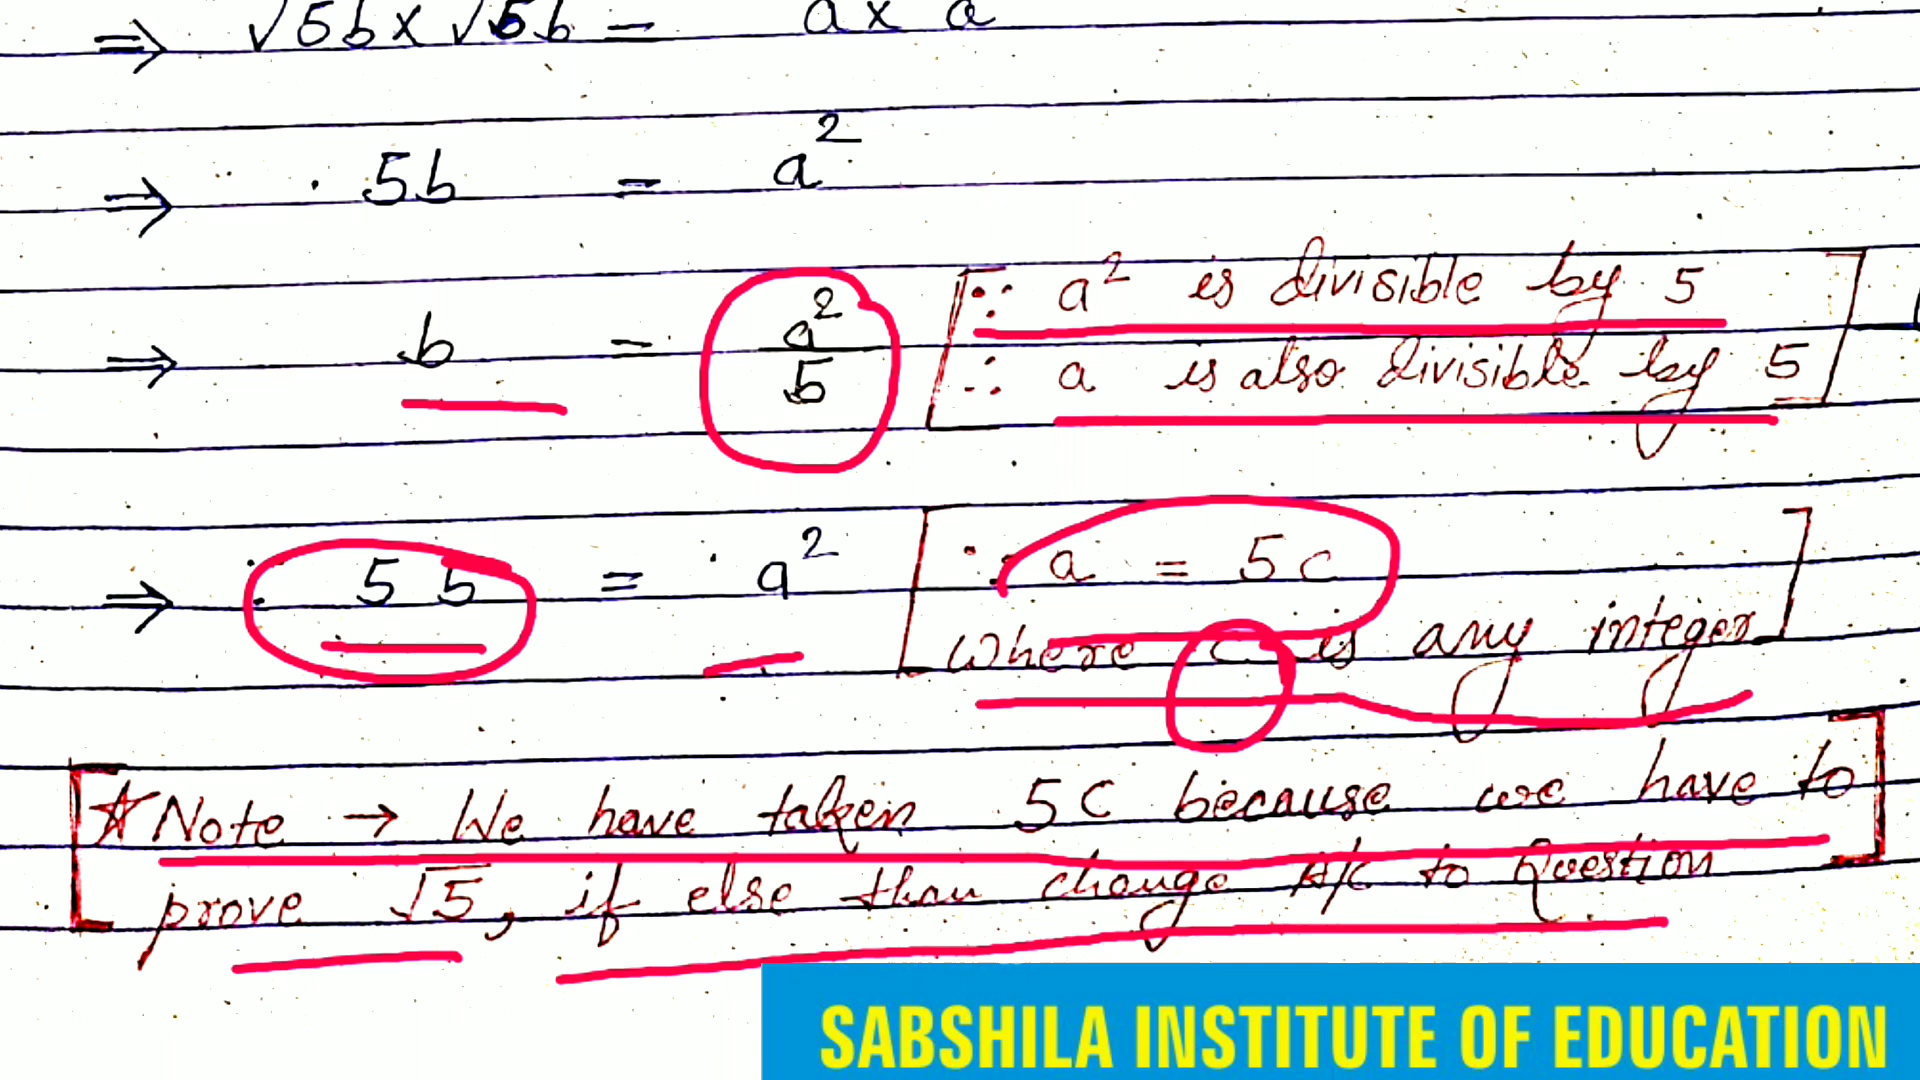 ⇒ √5b × √5b = a × a
⇒ 5b = a²
⇒ b = a²/5 [∵ a² is divisible by 5
∴ a is also divisible by 5]
⇒ 5b = a² [∵ a = 5c
where c is any integer]
[☆ Note → We have taken 5C because we have to
prove √5, if else than change A/C to Question]
SABSHILA INSTITUTE OF EDUCATION